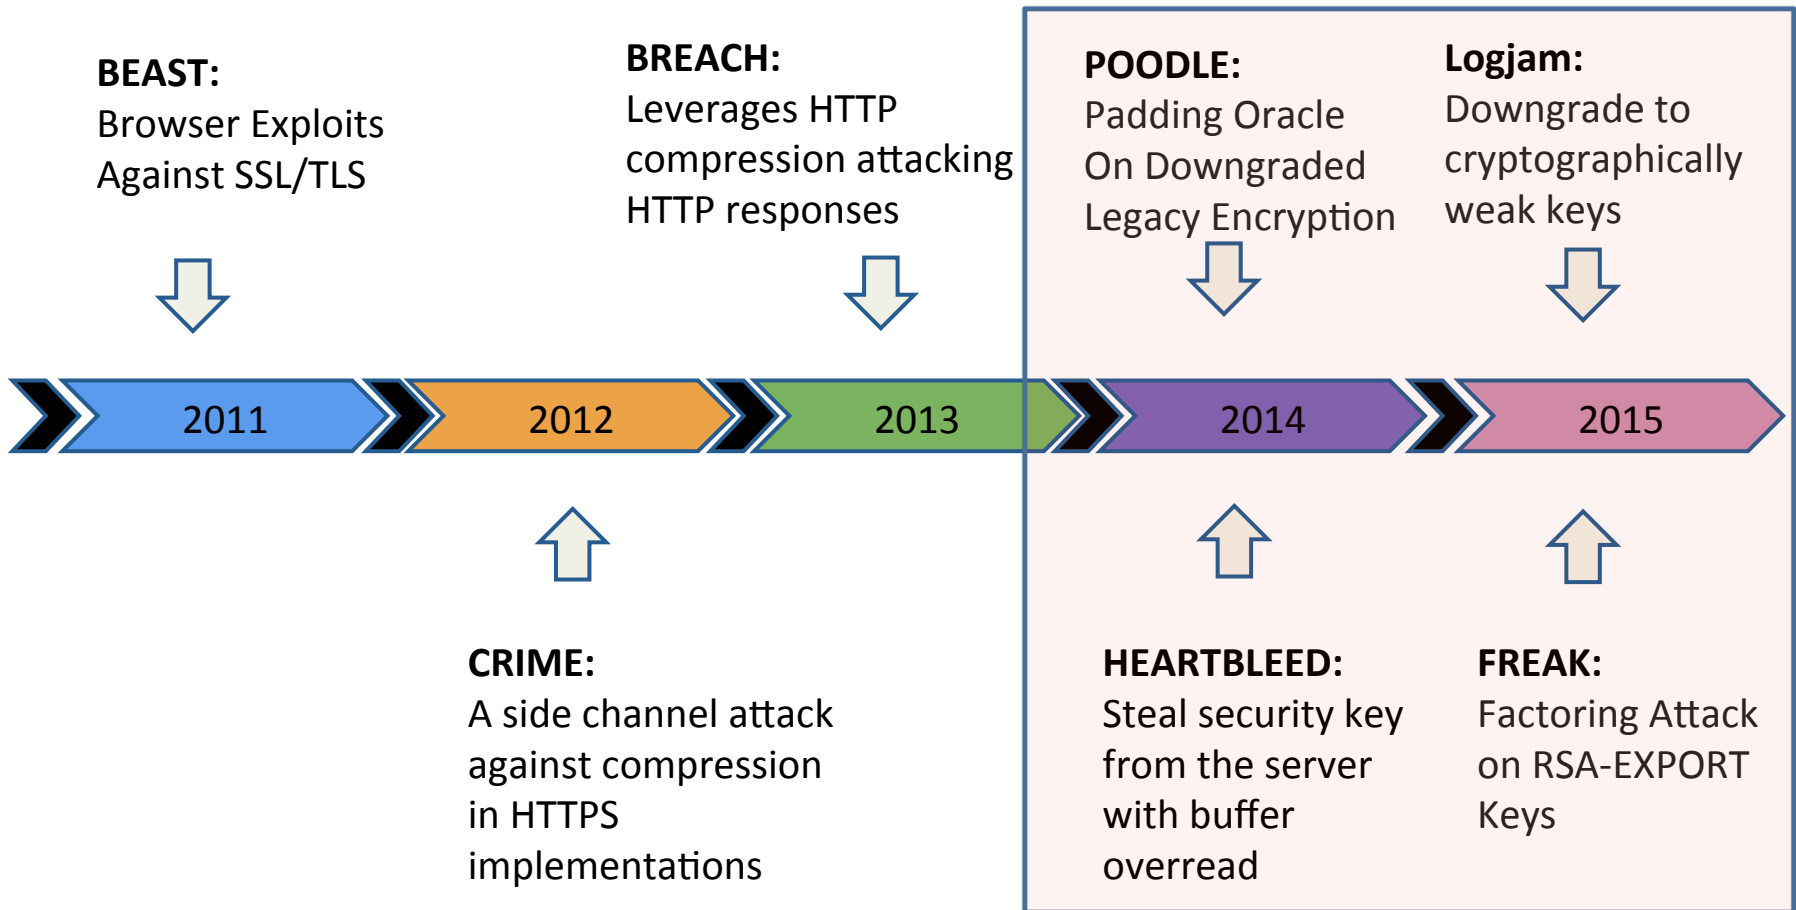 BEAST:
Browser Exploits
Against SSL/TLS
BREACH:
Leverages HTTP
compression attacking
HTTP responses
POODLE:
Padding Oracle
On Downgraded
Legacy Encryption
Logjam:
Downgrade to
cryptographically
weak keys
2011
2012
2013
2014
2015
CRIME:
A side channel attack
against compression
in HTTPS
implementations
HEARTBLEED:
Steal security key
from the server
with buffer
overread
FREAK:
Factoring Attack
on RSA-EXPORT
Keys